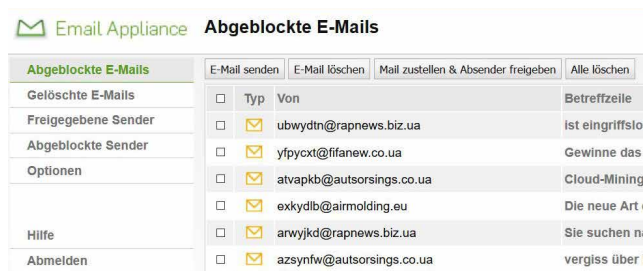 Email Appliance Abgeblockte E-Mails
Abgeblockte E-Mails
Gelöschte E-Mails
Freigegebene Sender
Abgeblockte Sender
Optionen
Hilfe
Abmelden
E-Mail senden E-Mail löschen Mail zustellen & Absender freigeben Alle löschen
Typ Von Betreffzeile
ubwydtn@rapnews.biz.ua ist
yfpycxt@fifanew.co.ua Gewinne das
atvapkb@autsorsings.co.ua Cloud-Mining
exkydlb@airmolding.eu Die neue Art
arwyjkd@rapnews.biz.ua Sie suchen
azsynfw@autsorsings.co.ua vergiss über